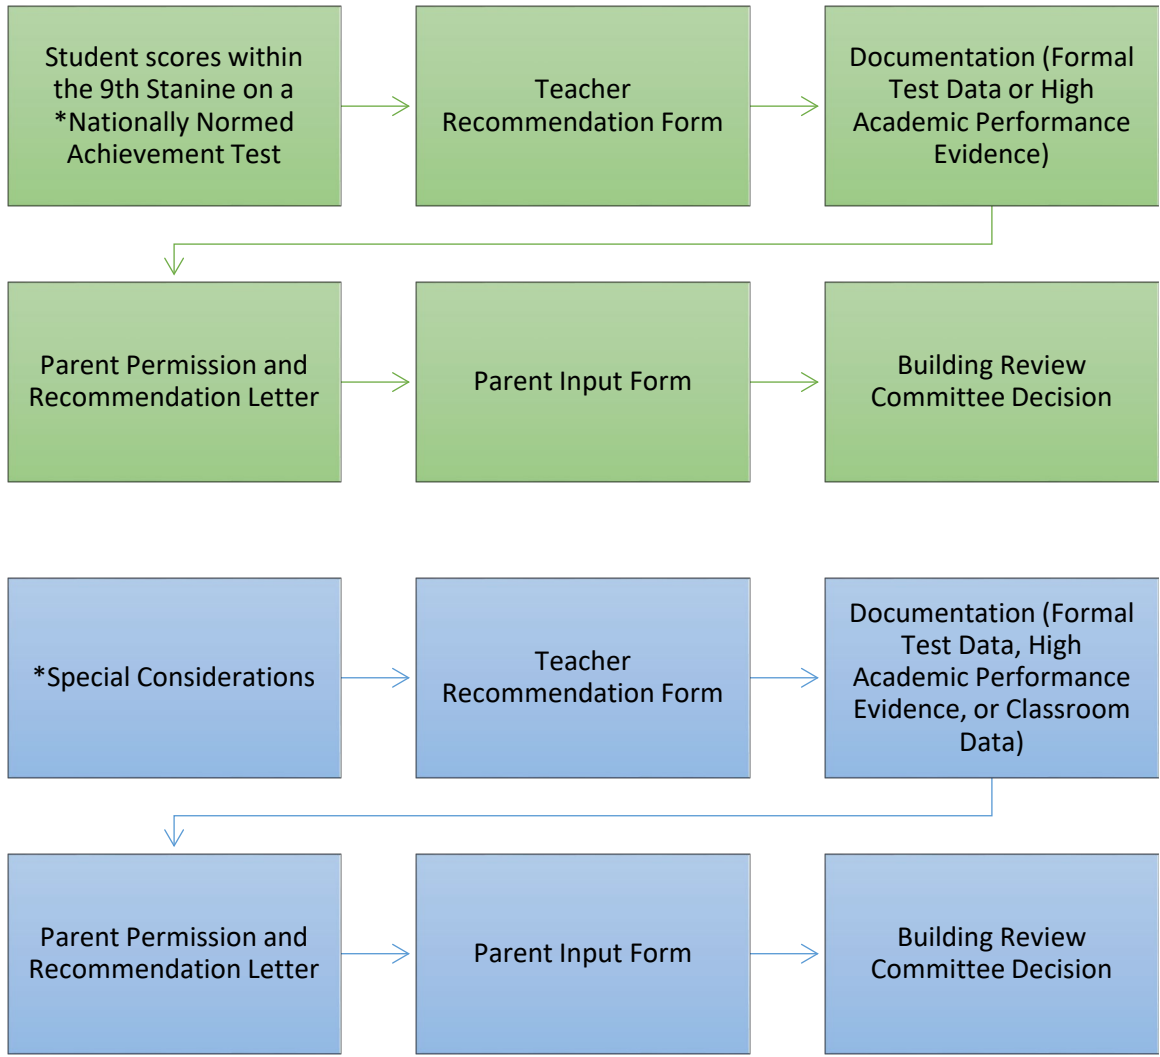 Student scores within
the 9th Stanine on a
*Nationally Normed
Achievement Test
Teacher
Recommendation Form
Documentation (Formal
Test Data or High
Academic Performance
Evidence)
Parent Permission and
Recommendation Letter
Parent Input Form
Building Review
Committee Decision
*Special Considerations
Teacher
Recommendation Form
Documentation (Formal
Test Data, High
Academic Performance
Evidence, or Classroom
Data)
Parent Permission and
Recommendation Letter
Parent Input Form
Building Review
Committee Decision